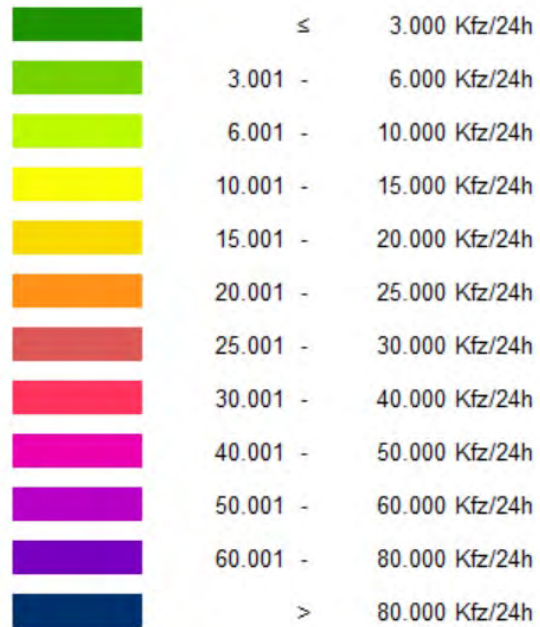 ≤ 3.000 Kfz/24h
3.001 - 6.000 Kfz/24h
6.001 - 10.000 Kfz/24h
10.001 - 15.000 Kfz/24h
15.001 - 20.000 Kfz/24h
20.001 - 25.000 Kfz/24h
25.001 - 30.000 Kfz/24h
30.001 - 40.000 Kfz/24h
40.001 - 50.000 Kfz/24h
50.001 - 60.000 Kfz/24h
60.001 - 80.000 Kfz/24h
> 80.000 Kfz/24h